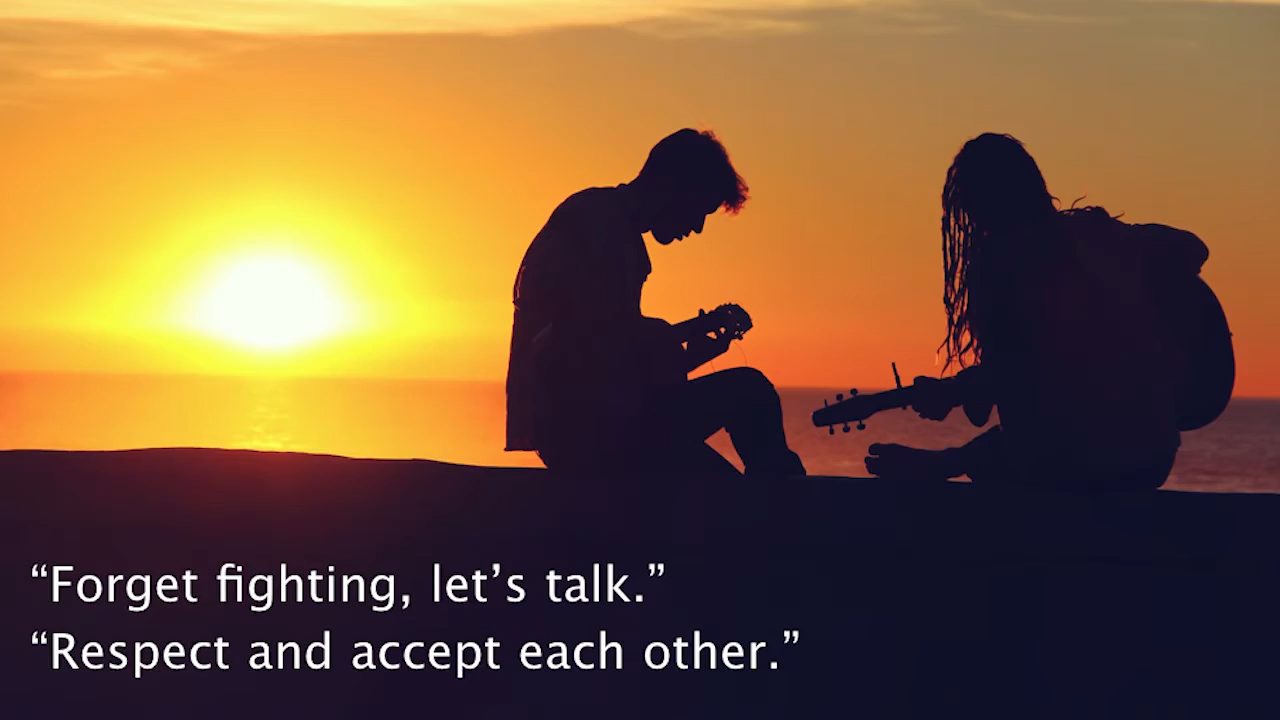 “Forget fighting, let’s talk.”
“Respect and accept each other.”